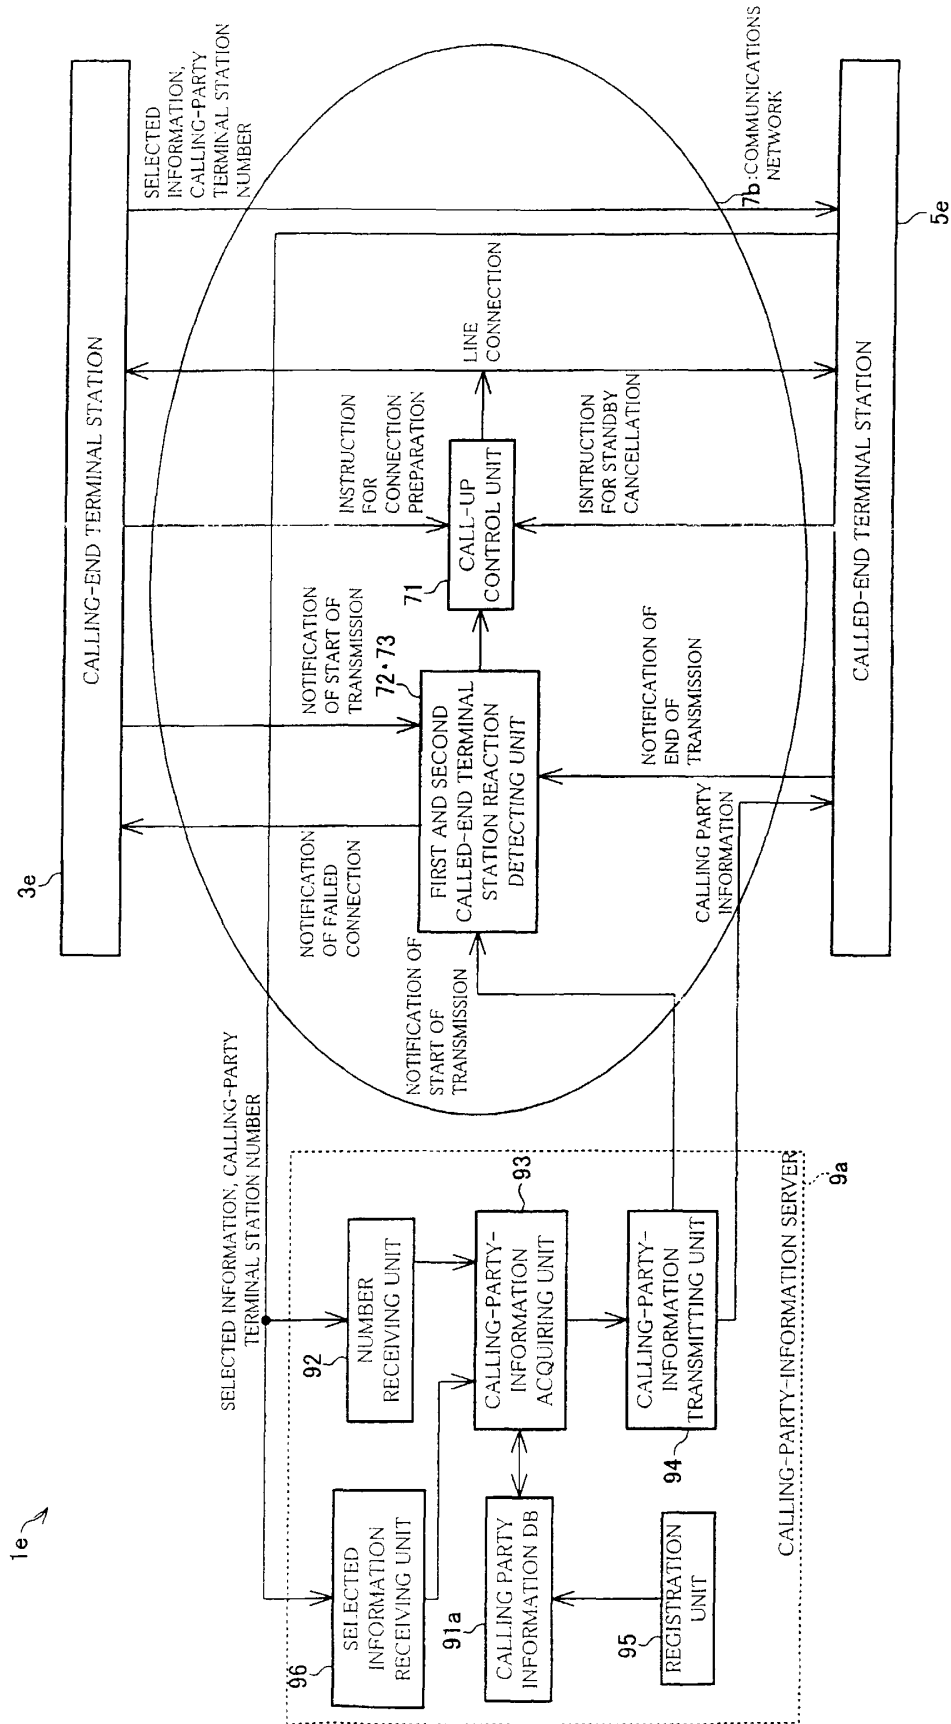 1e
3e
CALLING-END TERMINAL STATION
SELECTED
INFORMATION,
CALLING-PARTY
TERMINAL STATION
NUMBER
SELECTED INFORMATION, CALLING-PARTY
TERMINAL STATION NUMBER
NOTIFICATION
OF FAILED
CONNECTION
NOTIFICATION
OF START OF
TRANSMISSION
INSTRUCTION
FOR
CONNECTION
PREPARATION
72·73
FIRST AND SECOND
CALLED-END TERMINAL
STATION REACTION
DETECTING UNIT
71
CALL-UP
CONTROL UNIT
LINE
CONNECTION
NOTIFICATION OF
START OF
TRANSMISSION
CALLING PARTY
INFORMATION
NOTIFICATION OF
END OF
TRANSMISSION
ISNTRUCTION
FOR STANDBY
CANCELLATION
7b:COMMUNICATIONS
NETWORK
CALLED-END TERMINAL STATION
5e
96
SELECTED
INFORMATION
RECEIVING UNIT
92
NUMBER
RECEIVING UNIT
91a
CALLING PARTY
INFORMATION DB
93
CALLING-PARTY-
INFORMATION
ACQUIRING UNIT
95
REGISTRATION
UNIT
94
CALLING-PARTY-
INFORMATION
TRANSMITTING UNIT
CALLING-PARTY-INFORMATION SERVER
9a